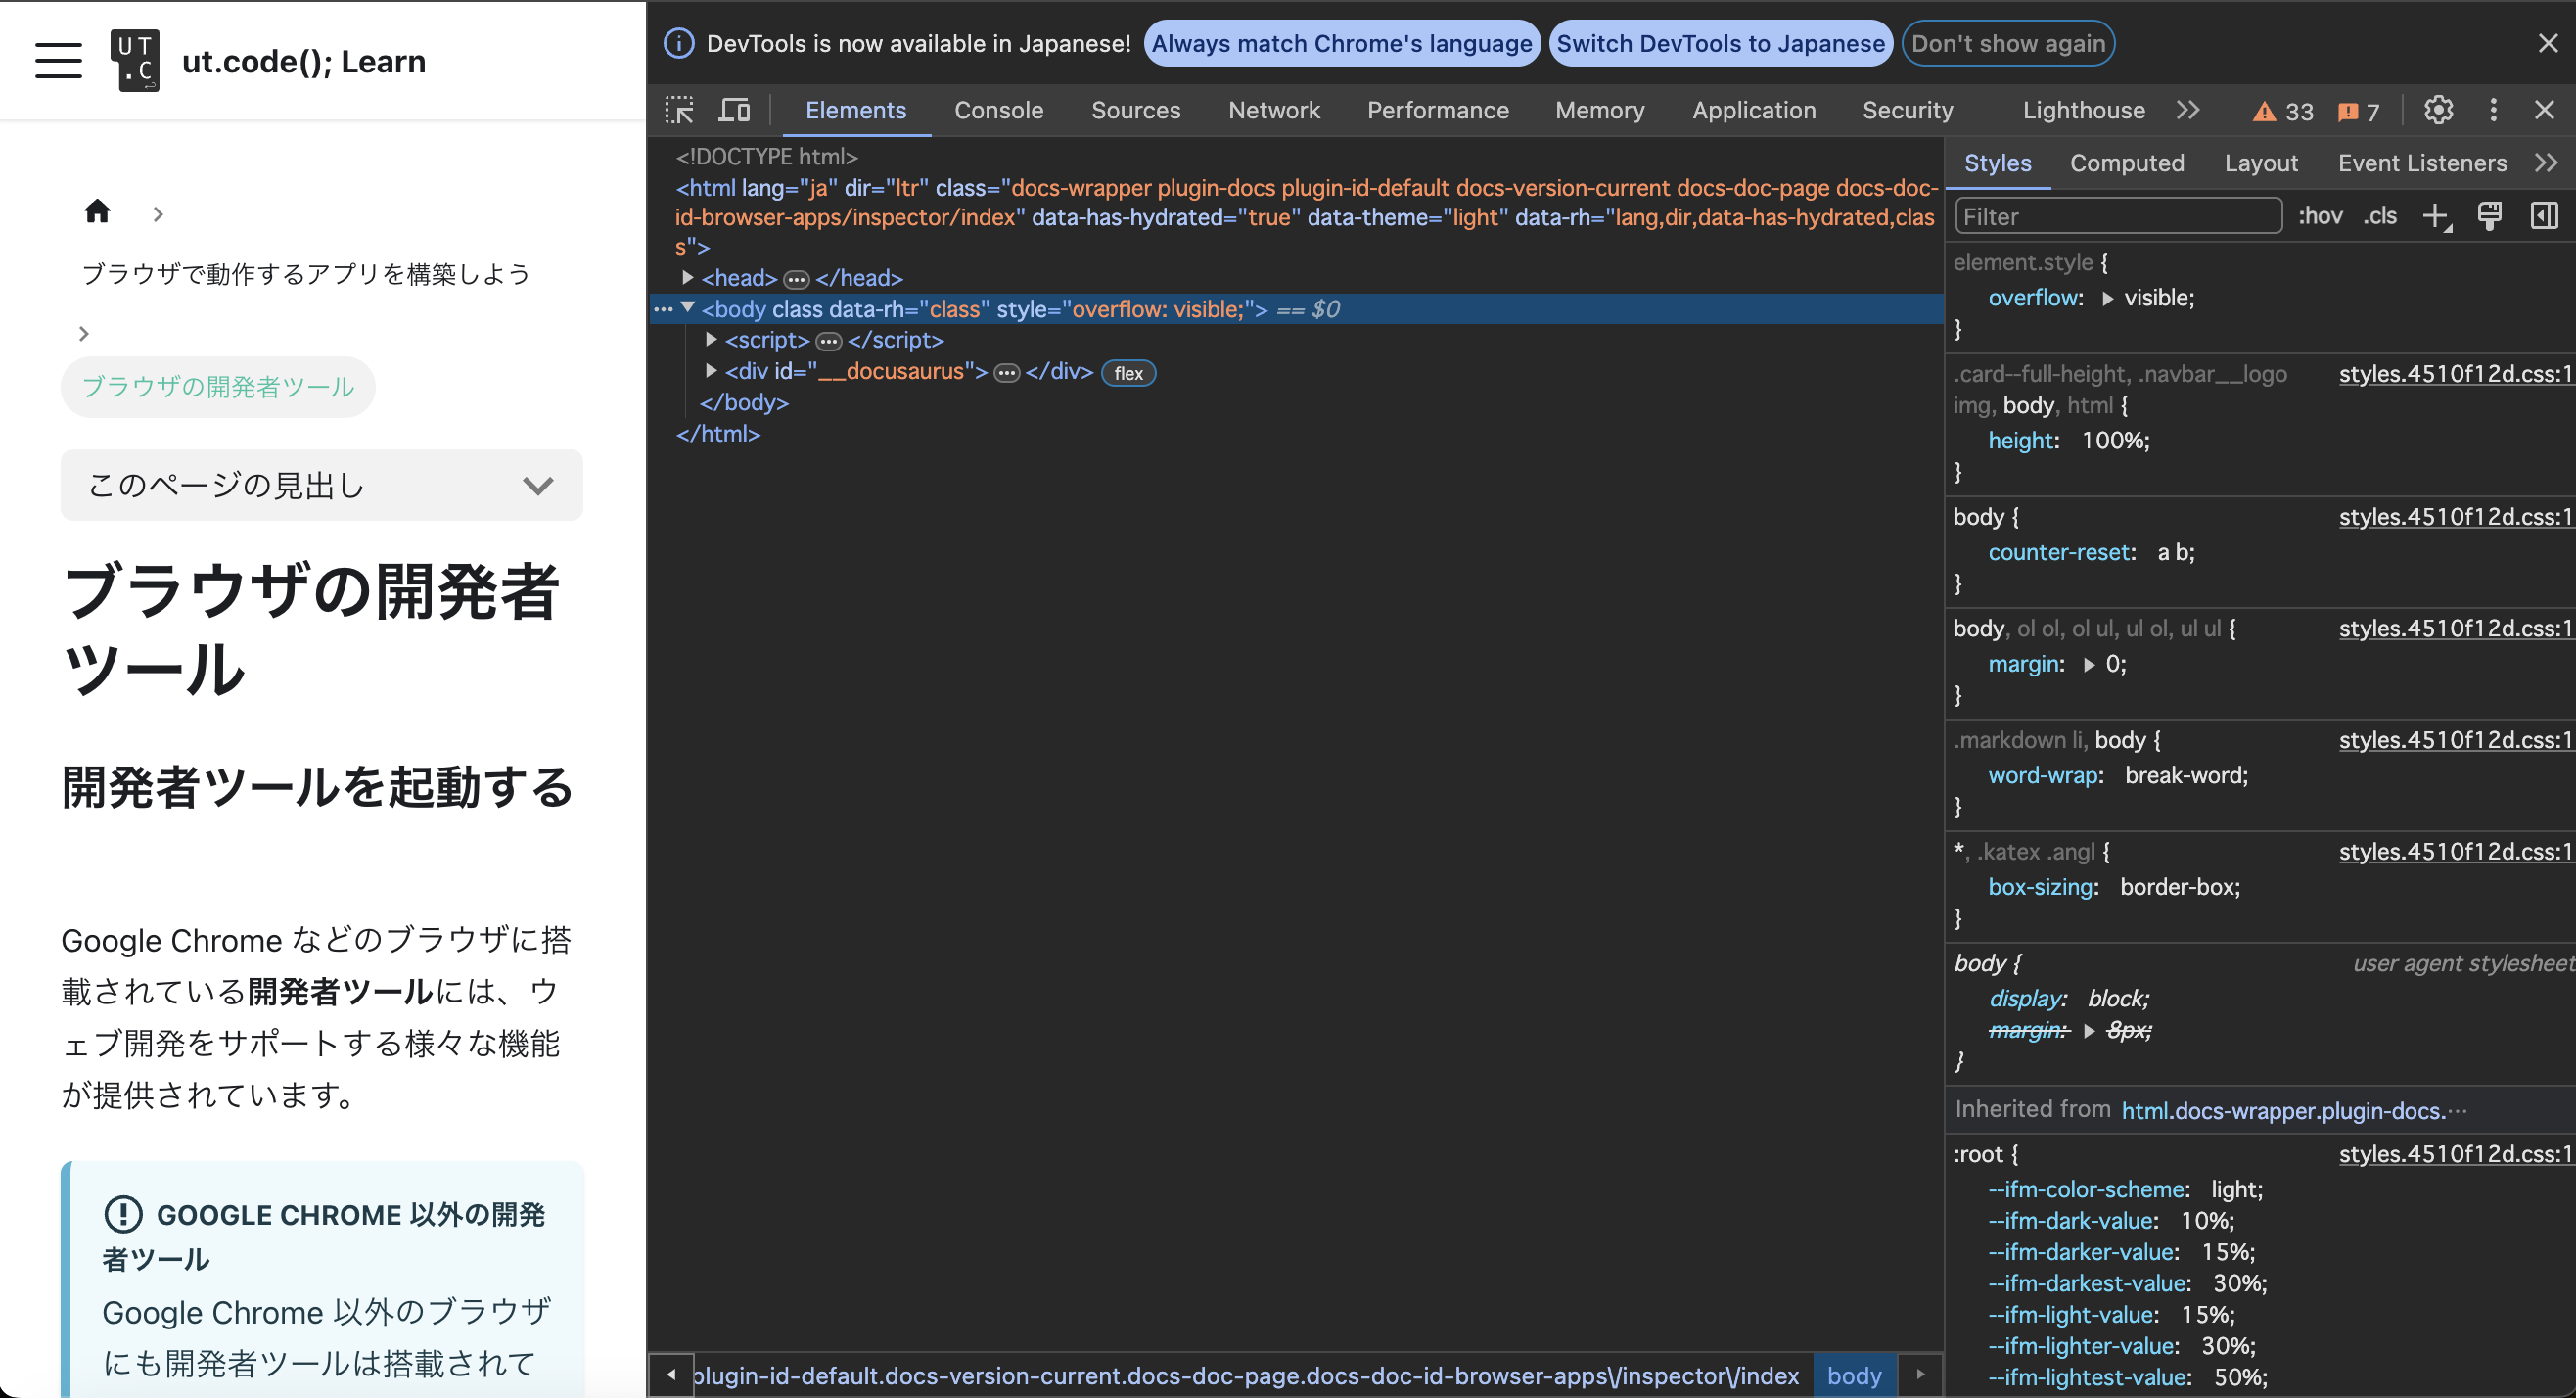 UT
.C
ut.code(); Learn
ブラウザで動作するアプリを構築しよう
ブラウザの開発者ツール
このページの見出し
ブラウザの開発者
ツール
開発者ツールを起動する
Google Chrome などのブラウザに搭
載されている開発者ツールには、ウ
ェブ開発をサポートする様々な機能
が提供されています。
GOOGLE CHROME 以外の開発
者ツール
Google Chrome 以外のブラウザ
にも開発者ツールは搭載されて
DevTools is now available in Japanese! Always match Chrome's language Switch DevTools to Japanese Don't show again
Elements Console Sources Network Performance Memory Application Security Lighthouse 33 7
<!DOCTYPE html>
<html lang="ja" dir="ltr" class="docs-wrapper plugin-docs plugin-id-default docs-version-current docs-doc-page docs-doc-
id-browser-apps/inspector/index" data-has-hydrated="true" data-theme="light" data-rh="lang,dir,data-has-hydrated,clas
s">
<head> … </head>
<body class data-rh="class" style="overflow: visible;"> == $0
<script> … </script>
<div id="__docusaurus"> … </div> flex
</body>
</html>
plugin-id-default.docs-version-current.docs-doc-page.docs-doc-id-browser-apps\/inspector\/index body
Styles Computed Layout Event Listeners
Filter :hov .cls
element.style {
overflow: visible;
}
.card--full-height, .navbar__logo styles.4510f12d.css:1
img, body, html {
height: 100%;
}
body { styles.4510f12d.css:1
counter-reset: a b;
}
body, ol ol, ol ul, ul ol, ul ul { styles.4510f12d.css:1
margin: 0;
}
.markdown li, body { styles.4510f12d.css:1
word-wrap: break-word;
}
*, .katex .angl { styles.4510f12d.css:1
box-sizing: border-box;
}
body { user agent stylesheet
display: block;
margin: 8px;
}
Inherited from html.docs-wrapper.plugin-docs.…
:root { styles.4510f12d.css:1
--ifm-color-scheme: light;
--ifm-dark-value: 10%;
--ifm-darker-value: 15%;
--ifm-darkest-value: 30%;
--ifm-light-value: 15%;
--ifm-lighter-value: 30%;
--ifm-lightest-value: 50%;